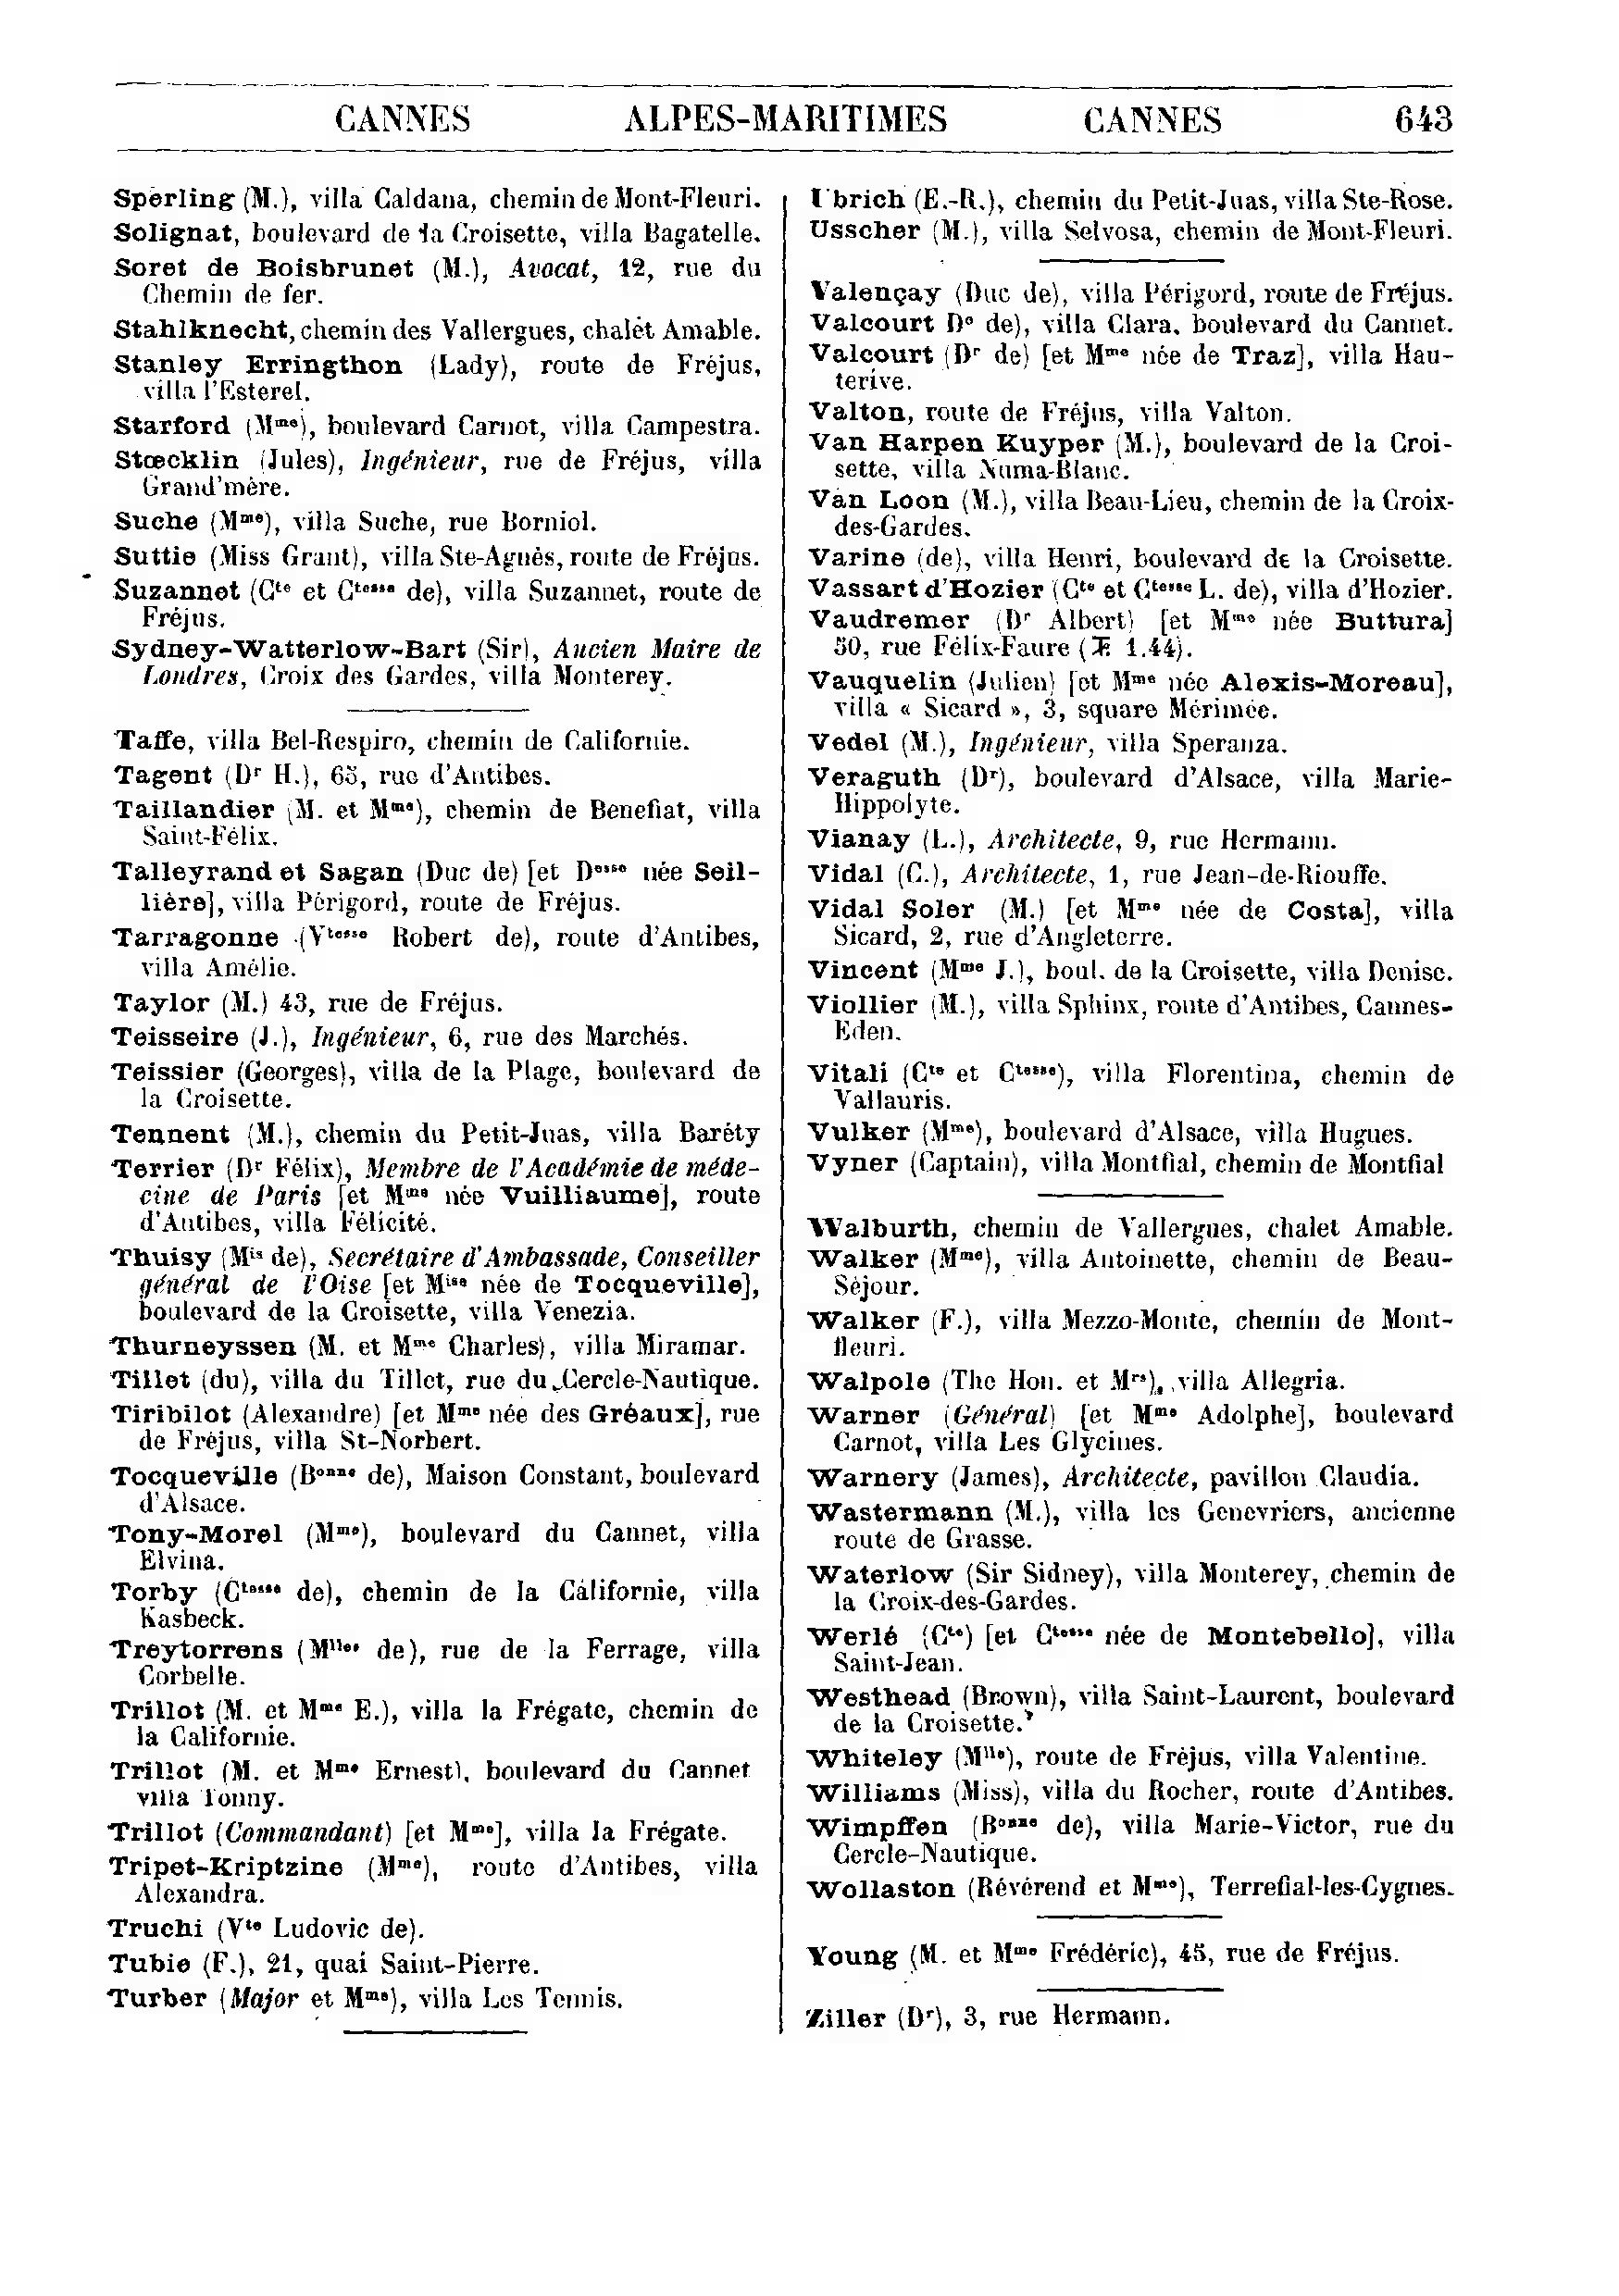 CANNES ALPES-MARITIMES CANNES 643
Sperling (M.), villa Caldana, chemin de Mont-Fleuri.
Solignat, boulevard de la Croisette, villa Bagatelle.
Soret de Boisbrunet (M.), Avocat, 12, rue du
Chemin de fer.
Stahlknecht, chemin des Vallergues, chalet Amable.
Stanley Erringthon (Lady), route de Fréjus,
villa l'Esterel.
Starford (Mme), boulevard Carnot, villa Campestra.
Stœcklin (Jules), Ingénieur, rue de Fréjus, villa
Grand'mère.
Suche (Mme), villa Suche, rue Borniol.
Suttie (Miss Grant), villa Ste-Agnès, route de Fréjus.
Suzannet (Cte et Ctesse de), villa Suzannet, route de
Fréjus.
Sydney-Watterlow-Bart (Sir), Ancien Maire de
Londres, Croix des Gardes, villa Monterey.
Taffe, villa Bel-Respiro, chemin de Californie.
Tagent (Dr H.), 65, rue d'Antibes.
Taillandier (M. et Mme), chemin de Benefiat, villa
Saint-Félix.
Talleyrand et Sagan (Duc de) [et Desse née Seil-
lière], villa Périgord, route de Fréjus.
Tarragonne (Vtesse Robert de), route d'Antibes,
villa Amélie.
Taylor (M.) 43, rue de Fréjus.
Teisseire (J.), Ingénieur, 6, rue des Marchés.
Teissier (Georges), villa de la Plage, boulevard de
la Croisette.
Tennent (M.), chemin du Petit-Juas, villa Baréty
Terrier (Dr Félix), Membre de l'Académie de méde-
cine de Paris [et Mme née Vuilliaume], route
d'Antibes, villa Félicité.
Thuisy (Mis de), Secrétaire d'Ambassade, Conseiller
général de l'Oise [et Mise née de Tocqueville],
boulevard de la Croisette, villa Venezia.
Thurneyssen (M. et Mme Charles), villa Miramar.
Tillet (du), villa du Tillet, rue du Cercle-Nautique.
Tiribilot (Alexandre) [et Mme née des Gréaux], rue
de Fréjus, villa St-Norbert.
Tocqueville (Bonne de), Maison Constant, boulevard
d'Alsace.
Tony-Morel (Mme), boulevard du Cannet, villa
Elvina.
Torby (Ctesse de), chemin de la Californie, villa
Kasbeck.
Treytorrens (Mlles de), rue de la Ferrage, villa
Corbelle.
Trillot (M. et Mme E.), villa la Frégate, chemin de
la Californie.
Trillot (M. et Mme Ernest), boulevard du Cannet
villa Tonny.
Trillot (Commandant) [et Mme], villa la Frégate.
Tripet-Kriptzine (Mme), route d'Antibes, villa
Alexandra.
Truchi (Vte Ludovic de).
Tubie (F.), 21, quai Saint-Pierre.
Turber (Major et Mme), villa Les Tennis.
Ubrich (E.-R.), chemin du Petit-Juas, villa Ste-Rose.
Usscher (M.), villa Selvosa, chemin de Mont-Fleuri.
Valençay (Duc de), villa Périgord, route de Fréjus.
Valcourt De de), villa Clara, boulevard du Cannet.
Valcourt (Dr de) [et Mme née de Traz], villa Hau-
terive.
Valton, route de Fréjus, villa Valton.
Van Harpen Kuyper (M.), boulevard de la Croi-
sette, villa Numa-Blanc.
Van Loon (M.), villa Beau-Lieu, chemin de la Croix-
des-Gardes.
Varine (de), villa Henri, boulevard de la Croisette.
Vassart d'Hozier (Cte et Ctesse L. de), villa d'Hozier.
Vaudremer (Dr Albert) [et Mme née Buttura]
50, rue Félix-Faure ( 1.44).
Vauquelin (Julien) [et Mme née Alexis-Moreau],
villa « Sicard », 3, square Mérimée.
Vedel (M.), Ingénieur, villa Speranza.
Veraguth (Dr), boulevard d'Alsace, villa Marie-
Hippolyte.
Vianay (L.), Architecte, 9, rue Hermann.
Vidal (C.), Architecte, 1, rue Jean-de-Riouffe.
Vidal Soler (M.) [et Mme née de Costa], villa
Sicard, 2, rue d'Angleterre.
Vincent (Mme J.), boul. de la Croisette, villa Denise.
Viollier (M.), villa Sphinx, route d'Antibes, Cannes-
Eden.
Vitali (Cte et Ctesse), villa Florentina, chemin de
Vallauris.
Vulker (Mme), boulevard d'Alsace, villa Hugues.
Vyner (Captain), villa Montfial, chemin de Montfial
Walburth, chemin de Vallergues, chalet Amable.
Walker (Mme), villa Antoinette, chemin de Beau-
Séjour.
Walker (F.), villa Mezzo-Monte, chemin de Mont-
fleuri.
Walpole (The Hon. et Mrs), villa Allegria.
Warner (Général) [et Mme Adolphe], boulevard
Carnot, villa Les Glycines.
Warnery (James), Architecte, pavillon Claudia.
Wastermann (M.), villa les Genevriers, ancienne
route de Grasse.
Waterlow (Sir Sidney), villa Monterey, chemin de
la Croix-des-Gardes.
Werlé (Cte) [et Ctesse née de Montebello], villa
Saint-Jean.
Westhead (Brown), villa Saint-Laurent, boulevard
de la Croisette.
Whiteley (Mlle), route de Fréjus, villa Valentine.
Williams (Miss), villa du Rocher, route d'Antibes.
Wimpffen (Bonne de), villa Marie-Victor, rue du
Cercle-Nautique.
Wollaston (Révérend et Mme), Terrefial-les-Cygnes.
Young (M. et Mme Frédéric), 45, rue de Fréjus.
Ziller (Dr), 3, rue Hermann.